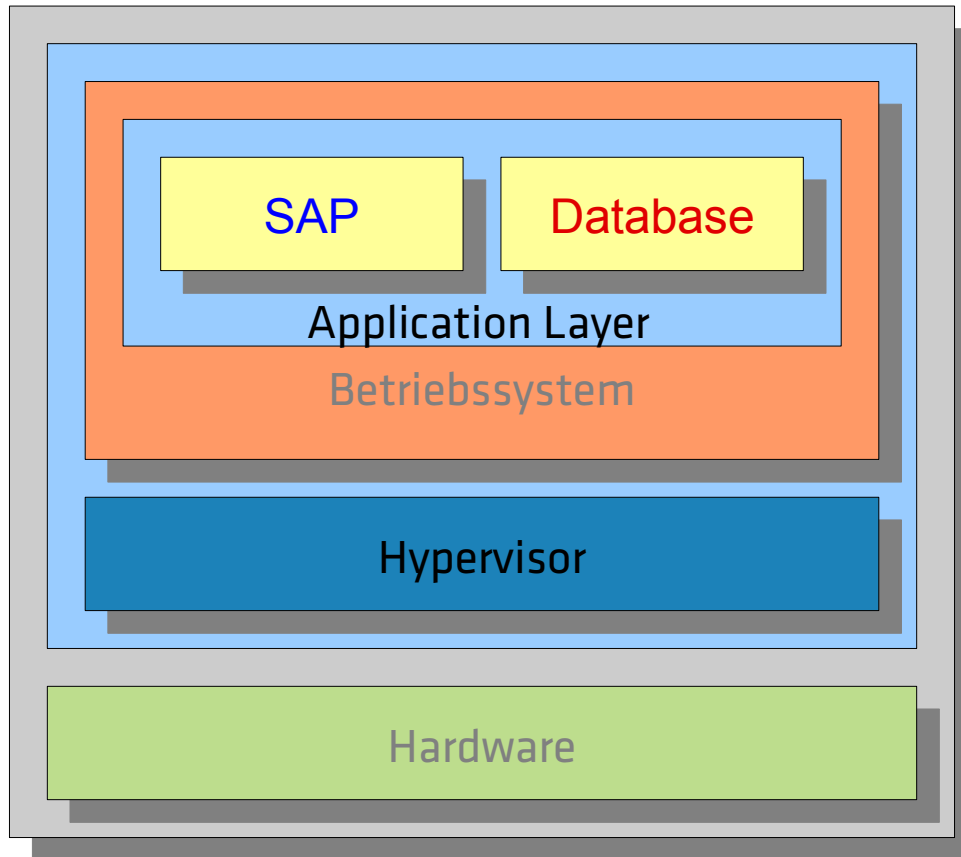 SAP
Database
Application Layer
Betriebssystem
Hypervisor
Hardware